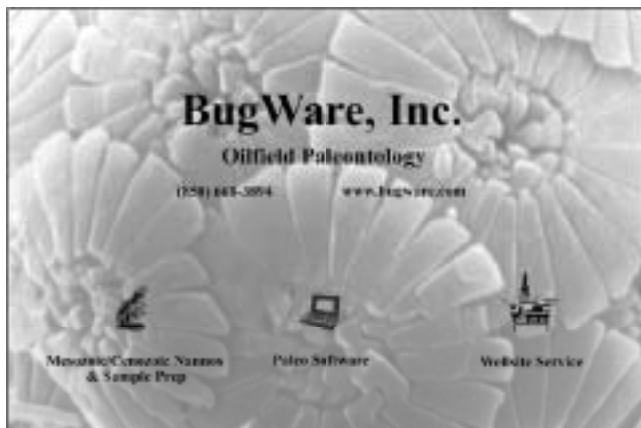 BugWare, Inc.
Oilfield Paleontology
www.bugware.com
Mesozoic/Cenozoic Nannos
& Sample Prep
Paleo Software
Website Service